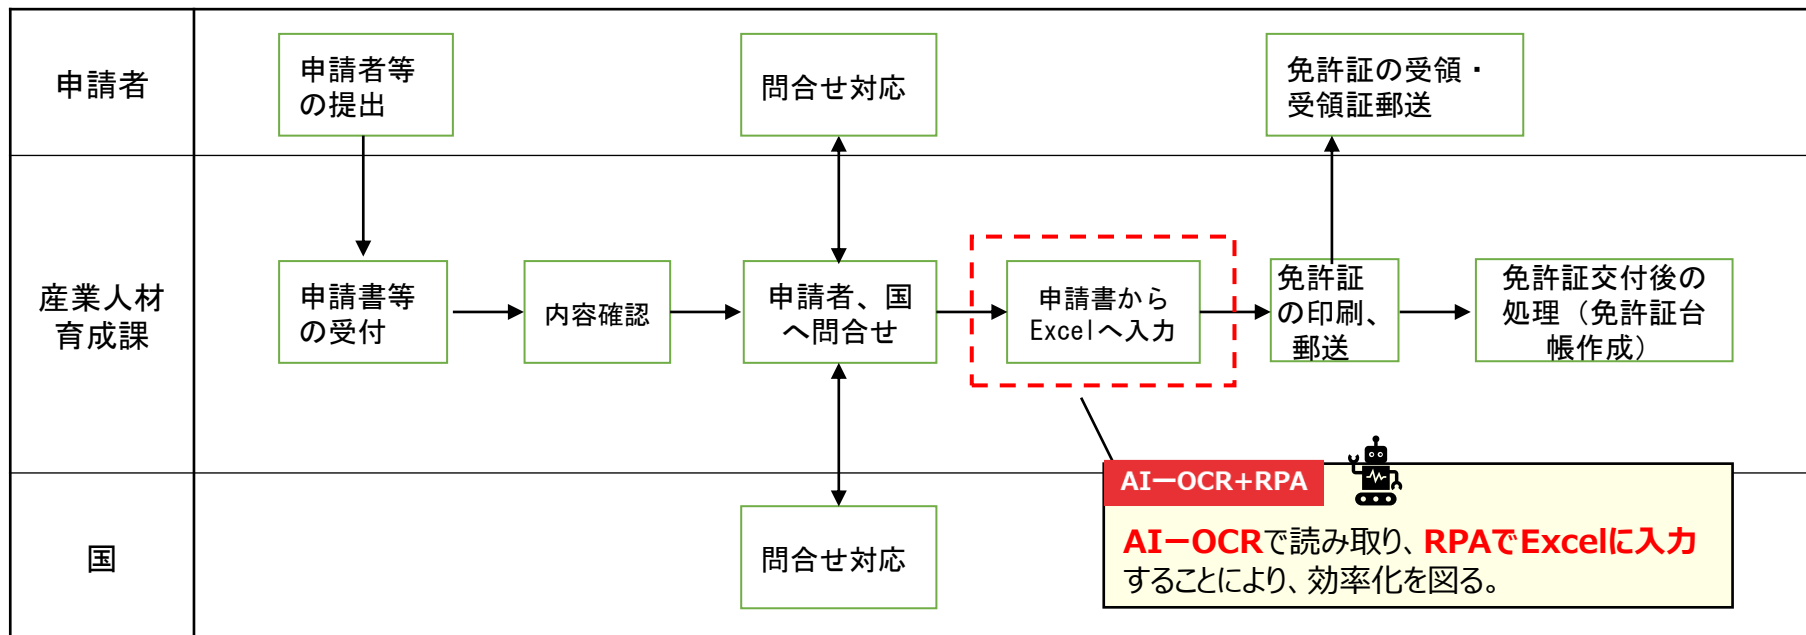 申請者
申請者等
の提出
問合せ対応
免許証の受領・
受領証郵送
産業人材
育成課
申請書等
の受付
内容確認
申請者、国
へ問合せ
申請書から
Excelへ入力
免許証
の印刷、
郵送
免許証交付後の
処理（免許証台
帳作成）
国
問合せ対応
AIーOCR+RPA
AIーOCRで読み取り、RPAでExcelに入力
することにより、効率化を図る。